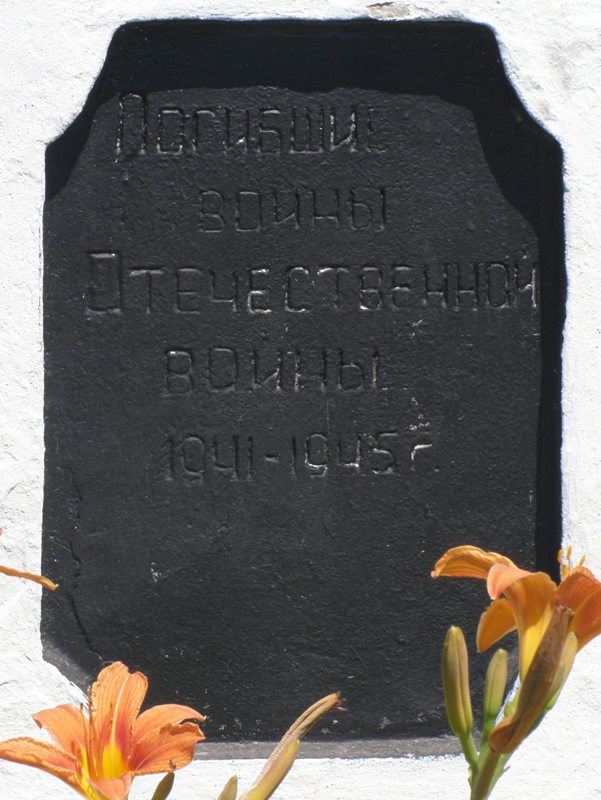 Погибшие
воины
Отечественной
войны
1941-1945 г.